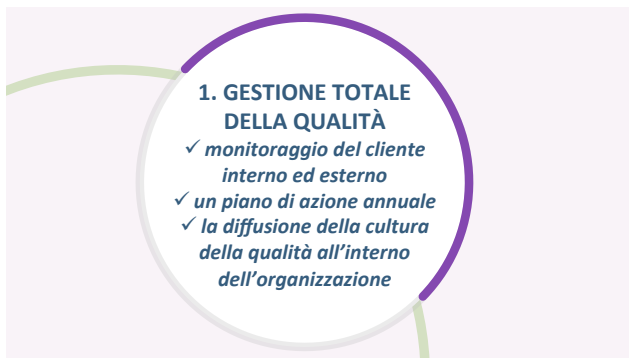 1. GESTIONE TOTALE
DELLA QUALITÀ
✓ monitoraggio del cliente
interno ed esterno
✓ un piano di azione annuale
✓ la diffusione della cultura
della qualità all’interno
dell’organizzazione